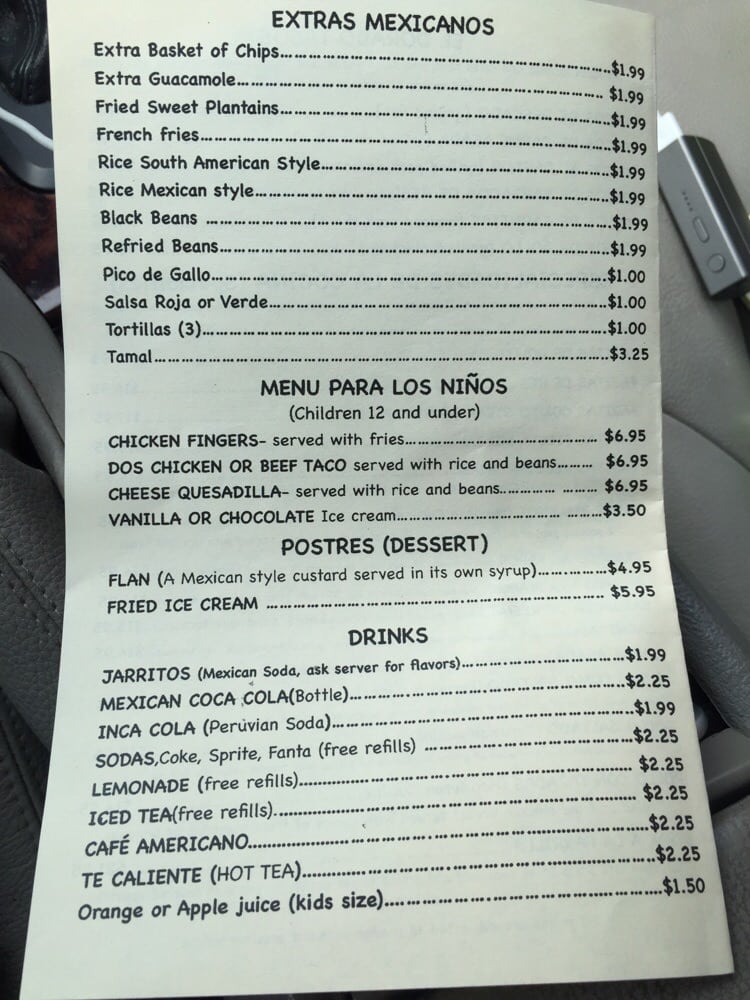 EXTRAS MEXICANOS
Extra Basket of Chips.....$1.99
Extra Guacamole.....$1.99
Fried Sweet Plantains.....$1.99
French fries.....$1.99
Rice South American Style.....$1.99
Rice Mexican style.....$1.99
Black Beans .....$1.99
Refried Beans.....$1.99
Pico de Gallo.....$1.00
Salsa Roja or Verde.....$1.00
Tortillas (3).....$1.00
Tamal.....$3.25
MENU PARA LOS NIÑOS
(Children 12 and under)
CHICKEN FINGERS- served with fries..... $6.95
DOS CHICKEN OR BEEF TACO served with rice and beans..... $6.95
CHEESE QUESADILLA- served with rice and beans..... $6.95
VANILLA OR CHOCOLATE Ice cream.....$3.50
POSTRES (DESSERT)
FLAN (A Mexican style custard served in its own syrup).....$4.95
FRIED ICE CREAM ..... $5.95
DRINKS
JARRITOS (Mexican Soda, ask server for flavors).....$1.99
MEXICAN COCA COLA(Bottle).....$2.25
INCA COLA (Peruvian Soda).....$1.99
SODAS,Coke, Sprite, Fanta (free refills) .....$2.25
LEMONADE (free refills)..... $2.25
ICED TEA(free refills)..... $2.25
CAFÉ AMERICANO.....$2.25
TE CALIENTE (HOT TEA).....$2.25
Orange or Apple juice (kids size).....$1.50